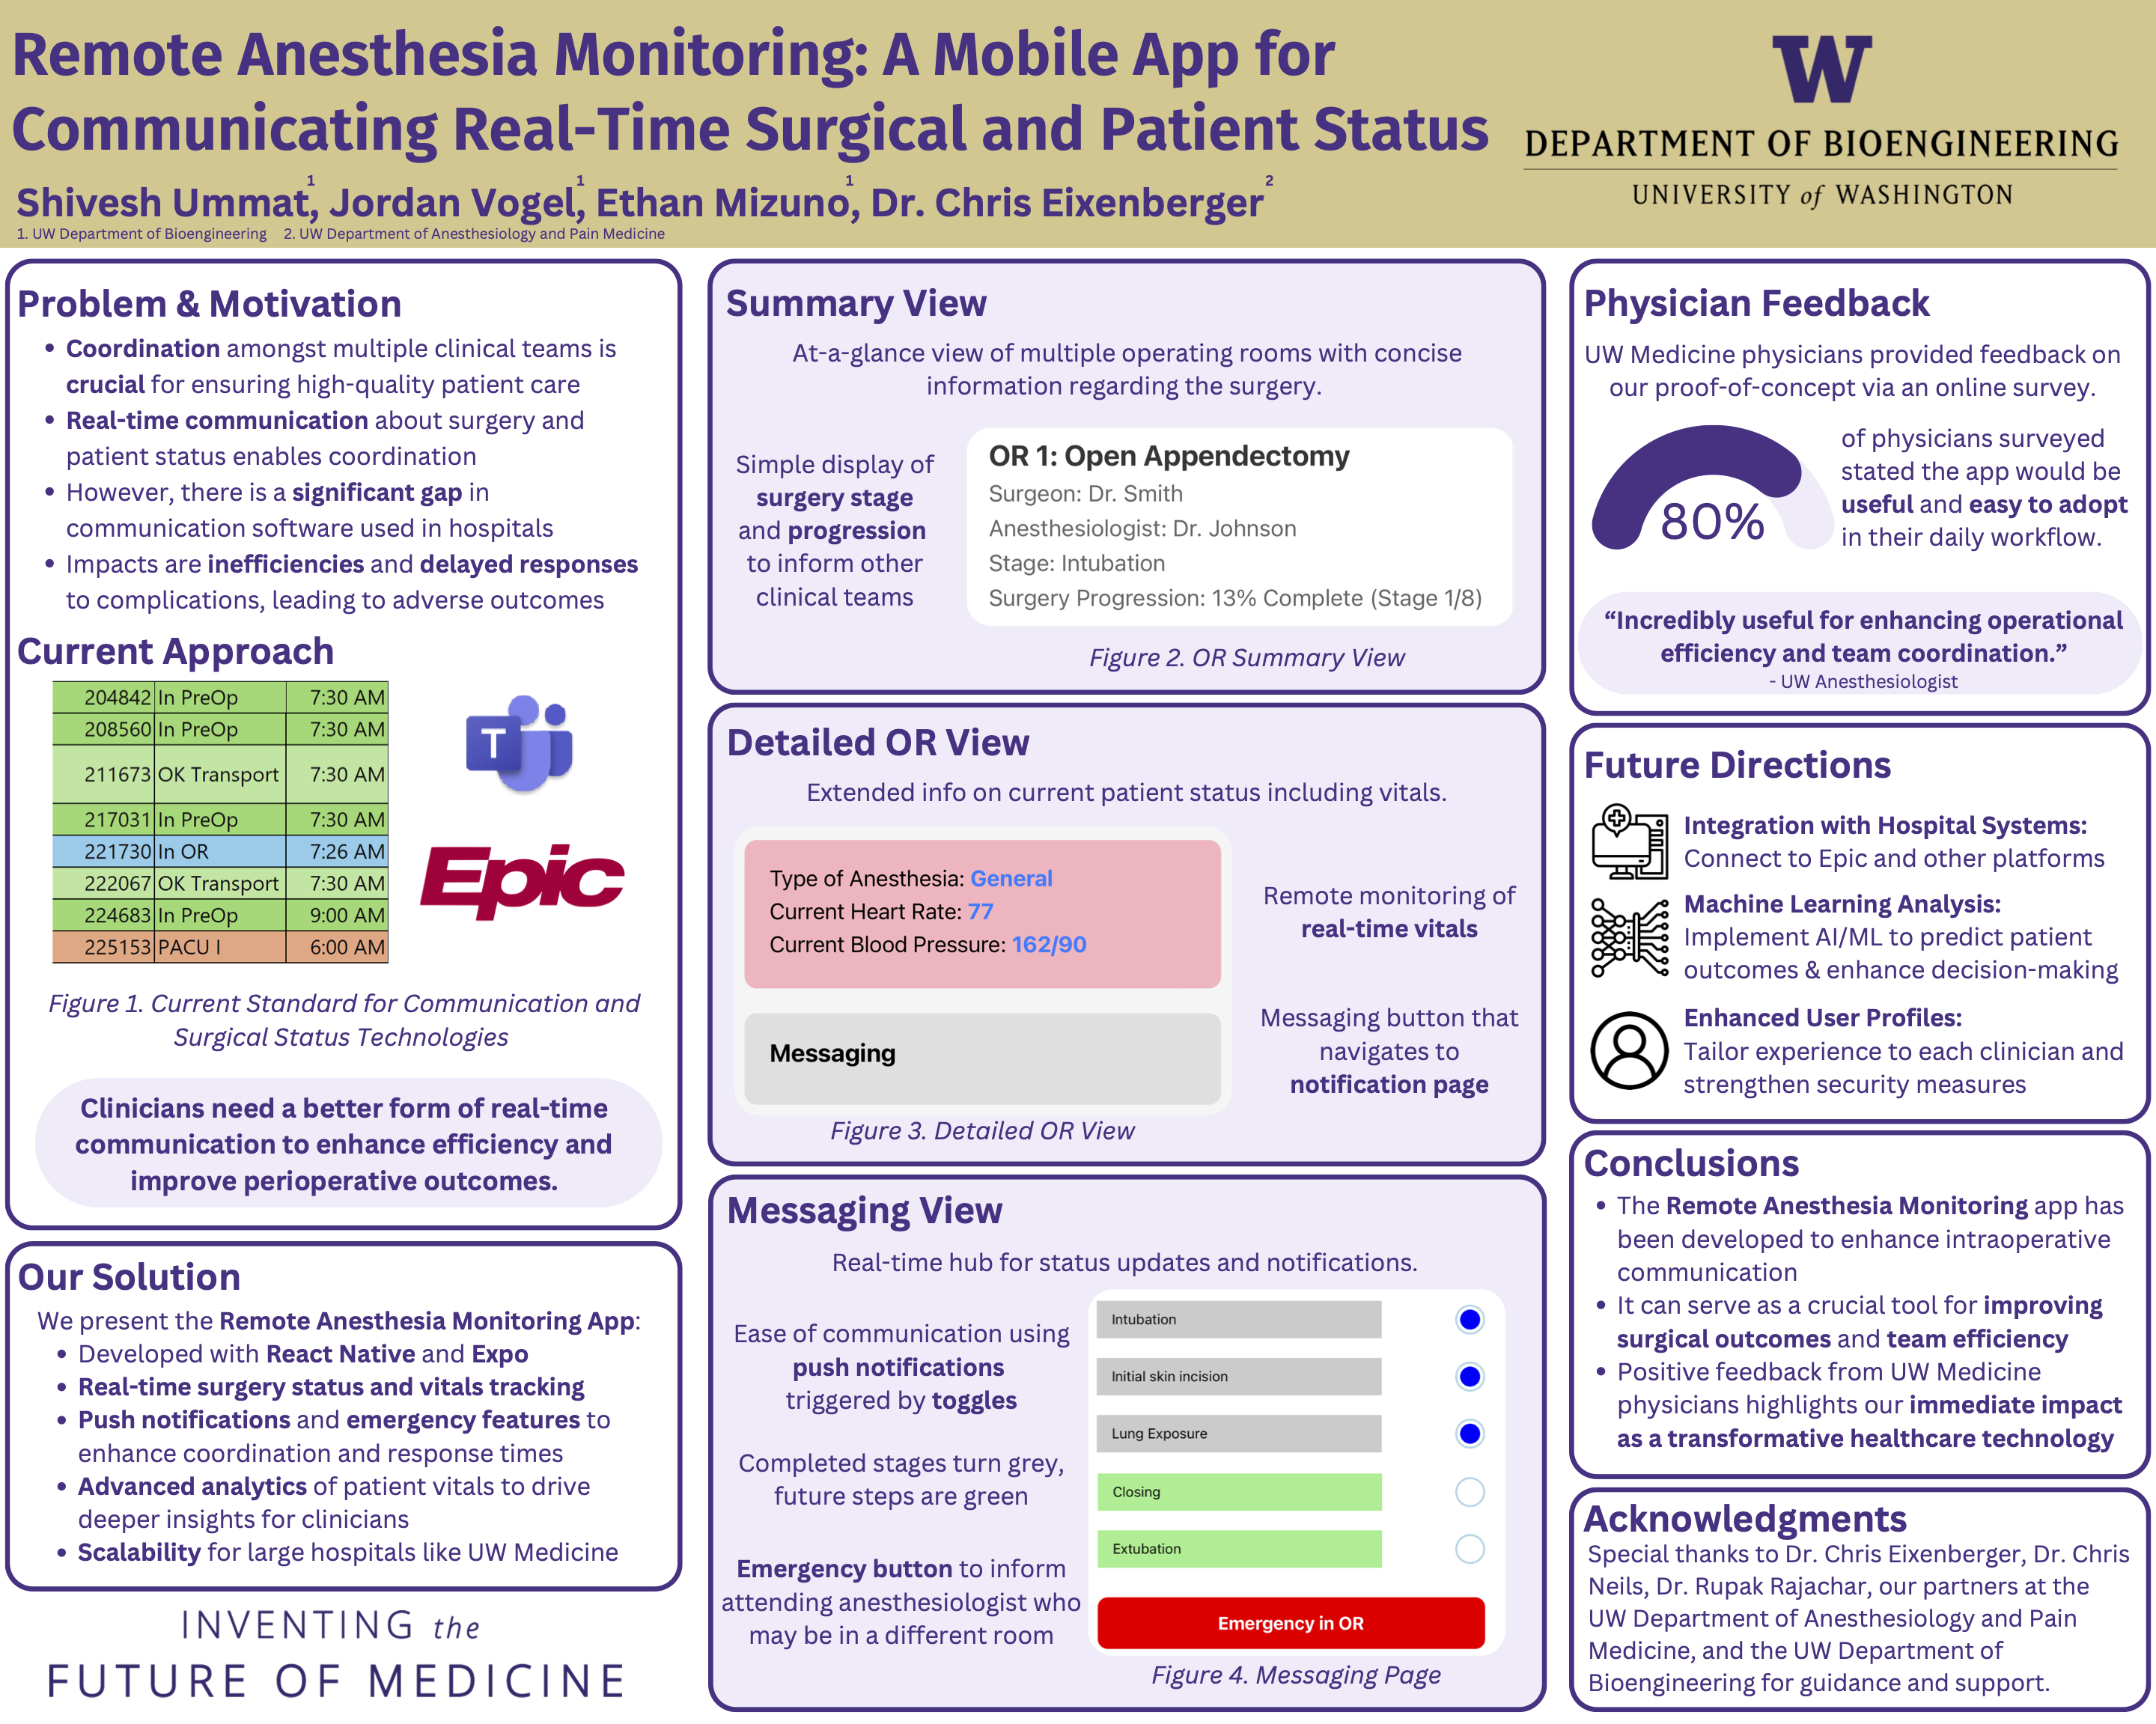 Remote Anesthesia Monitoring: A Mobile App for
Communicating Real-Time Surgical and Patient Status
Shivesh Ummat,¹ Jordan Vogel,¹ Ethan Mizuno,¹ Dr. Chris Eixenberger²
1. UW Department of Bioengineering 2. UW Department of Anesthesiology and Pain Medicine
W
DEPARTMENT OF BIOENGINEERING
UNIVERSITY of WASHINGTON
Problem & Motivation
• Coordination amongst multiple clinical teams is
crucial for ensuring high-quality patient care
• Real-time communication about surgery and
patient status enables coordination
• However, there is a significant gap in
communication software used in hospitals
• Impacts are inefficiencies and delayed responses
to complications, leading to adverse outcomes
Current Approach
204842 In PreOp 7:30 AM
208560 In PreOp 7:30 AM
211673 OK Transport 7:30 AM
217031 In PreOp 7:30 AM
221730 In OR 7:26 AM
222067 OK Transport 7:30 AM
224683 In PreOp 9:00 AM
225153 PACU I 6:00 AM
T
Epic
Figure 1. Current Standard for Communication and
Surgical Status Technologies
Clinicians need a better form of real-time
communication to enhance efficiency and
improve perioperative outcomes.
Our Solution
We present the Remote Anesthesia Monitoring App:
• Developed with React Native and Expo
• Real-time surgery status and vitals tracking
• Push notifications and emergency features to
enhance coordination and response times
• Advanced analytics of patient vitals to drive
deeper insights for clinicians
• Scalability for large hospitals like UW Medicine
INVENTING the
FUTURE OF MEDICINE
Summary View
At-a-glance view of multiple operating rooms with concise
information regarding the surgery.
Simple display of
surgery stage
and progression
to inform other
clinical teams
OR 1: Open Appendectomy
Surgeon: Dr. Smith
Anesthesiologist: Dr. Johnson
Stage: Intubation
Surgery Progression: 13% Complete (Stage 1/8)
Figure 2. OR Summary View
Detailed OR View
Extended info on current patient status including vitals.
Type of Anesthesia: General
Current Heart Rate: 77
Current Blood Pressure: 162/90
Messaging
Remote monitoring of
real-time vitals
Messaging button that
navigates to
notification page
Figure 3. Detailed OR View
Messaging View
Real-time hub for status updates and notifications.
Ease of communication using
push notifications
triggered by toggles
Completed stages turn grey,
future steps are green
Emergency button to inform
attending anesthesiologist who
may be in a different room
Intubation
Initial skin incision
Lung Exposure
Closing
Extubation
Emergency in OR
Figure 4. Messaging Page
Physician Feedback
UW Medicine physicians provided feedback on
our proof-of-concept via an online survey.
80%
of physicians surveyed
stated the app would be
useful and easy to adopt
in their daily workflow.
“Incredibly useful for enhancing operational
efficiency and team coordination.”
- UW Anesthesiologist
Future Directions
Integration with Hospital Systems:
Connect to Epic and other platforms
Machine Learning Analysis:
Implement AI/ML to predict patient
outcomes & enhance decision-making
Enhanced User Profiles:
Tailor experience to each clinician and
strengthen security measures
Conclusions
• The Remote Anesthesia Monitoring app has
been developed to enhance intraoperative
communication
• It can serve as a crucial tool for improving
surgical outcomes and team efficiency
• Positive feedback from UW Medicine
physicians highlights our immediate impact
as a transformative healthcare technology
Acknowledgments
Special thanks to Dr. Chris Eixenberger, Dr. Chris
Neils, Dr. Rupak Rajachar, our partners at the
UW Department of Anesthesiology and Pain
Medicine, and the UW Department of
Bioengineering for guidance and support.